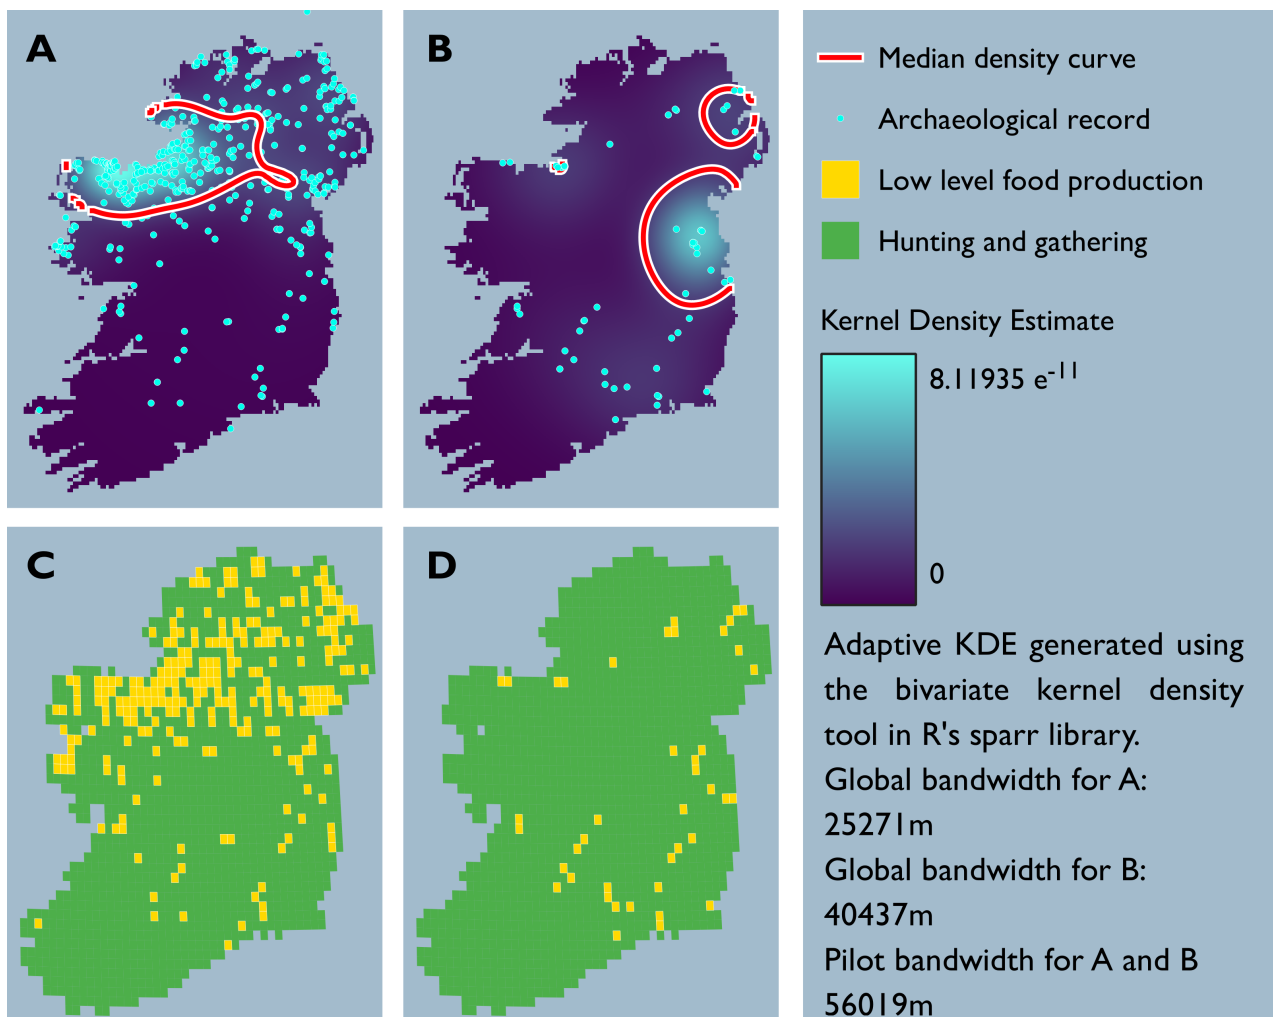 A
B
C
D
Median density curve
Archaeological record
Low level food production
Hunting and gathering
Kernel Density Estimate
8.11935 e-11
0
Adaptive KDE generated using
the bivariate kernel density
tool in R's sparr library.
Global bandwidth for A:
25271m
Global bandwidth for B:
40437m
Pilot bandwidth for A and B
56019m